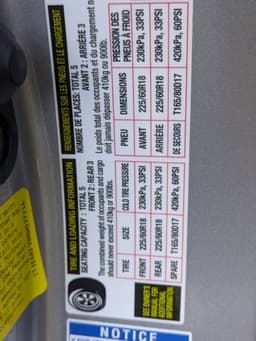 TIRE AND LOADING INFORMATION
SEATING CAPACITY : TOTAL 5
FRONT 2 : REAR 3
The combined weight of occupants and cargo
should never exceed 410kg or 900lbs.
TIRE SIZE COLD TIRE PRESSURE
FRONT 225/60R18 230kPa, 33PSI
REAR 225/60R18 230kPa, 33PSI
SPARE T165/80D17 420kPa, 60PSI
SEE OWNER'S
MANUAL FOR
ADDITIONAL
INFORMATION
RENSEIGNEMENTS SUR LES PNEUS ET LE CHARGEMENT
NOMBRE DE PLACES: TOTAL 5
AVANT 2 : ARRIÈRE 3
Le poids total des occupants et du chargement n
doit jamais dépasser 410kg ou 900lb.
PNEU DIMENSIONS PRESSION DES
PNEUS À FROID
AVANT 225/60R18 230kPa, 33PSI
ARRIÈRE 225/60R18 230kPa, 33PSI
DE SECOURS T165/80D17 420kPa, 60PSI
NOTICE